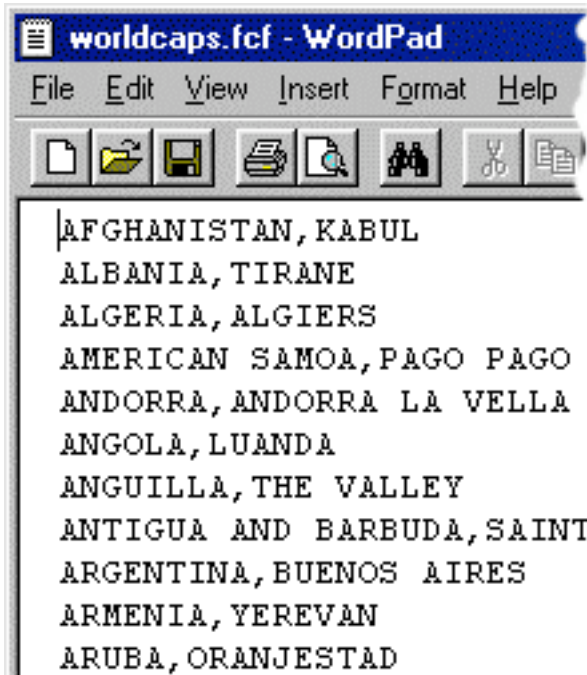 worldcaps.fcf - WordPad
File Edit View Insert Format Help
AFGHANISTAN,KABUL
ALBANIA,TIRANE
ALGERIA,ALGIERS
AMERICAN SAMOA,PAGO PAGO
ANDORRA,ANDORRA LA VELLA
ANGOLA,LUANDA
ANGUILLA,THE VALLEY
ANTIGUA AND BARBUDA,SAINT
ARGENTINA,BUENOS AIRES
ARMENIA,YEREVAN
ARUBA,ORANJESTAD